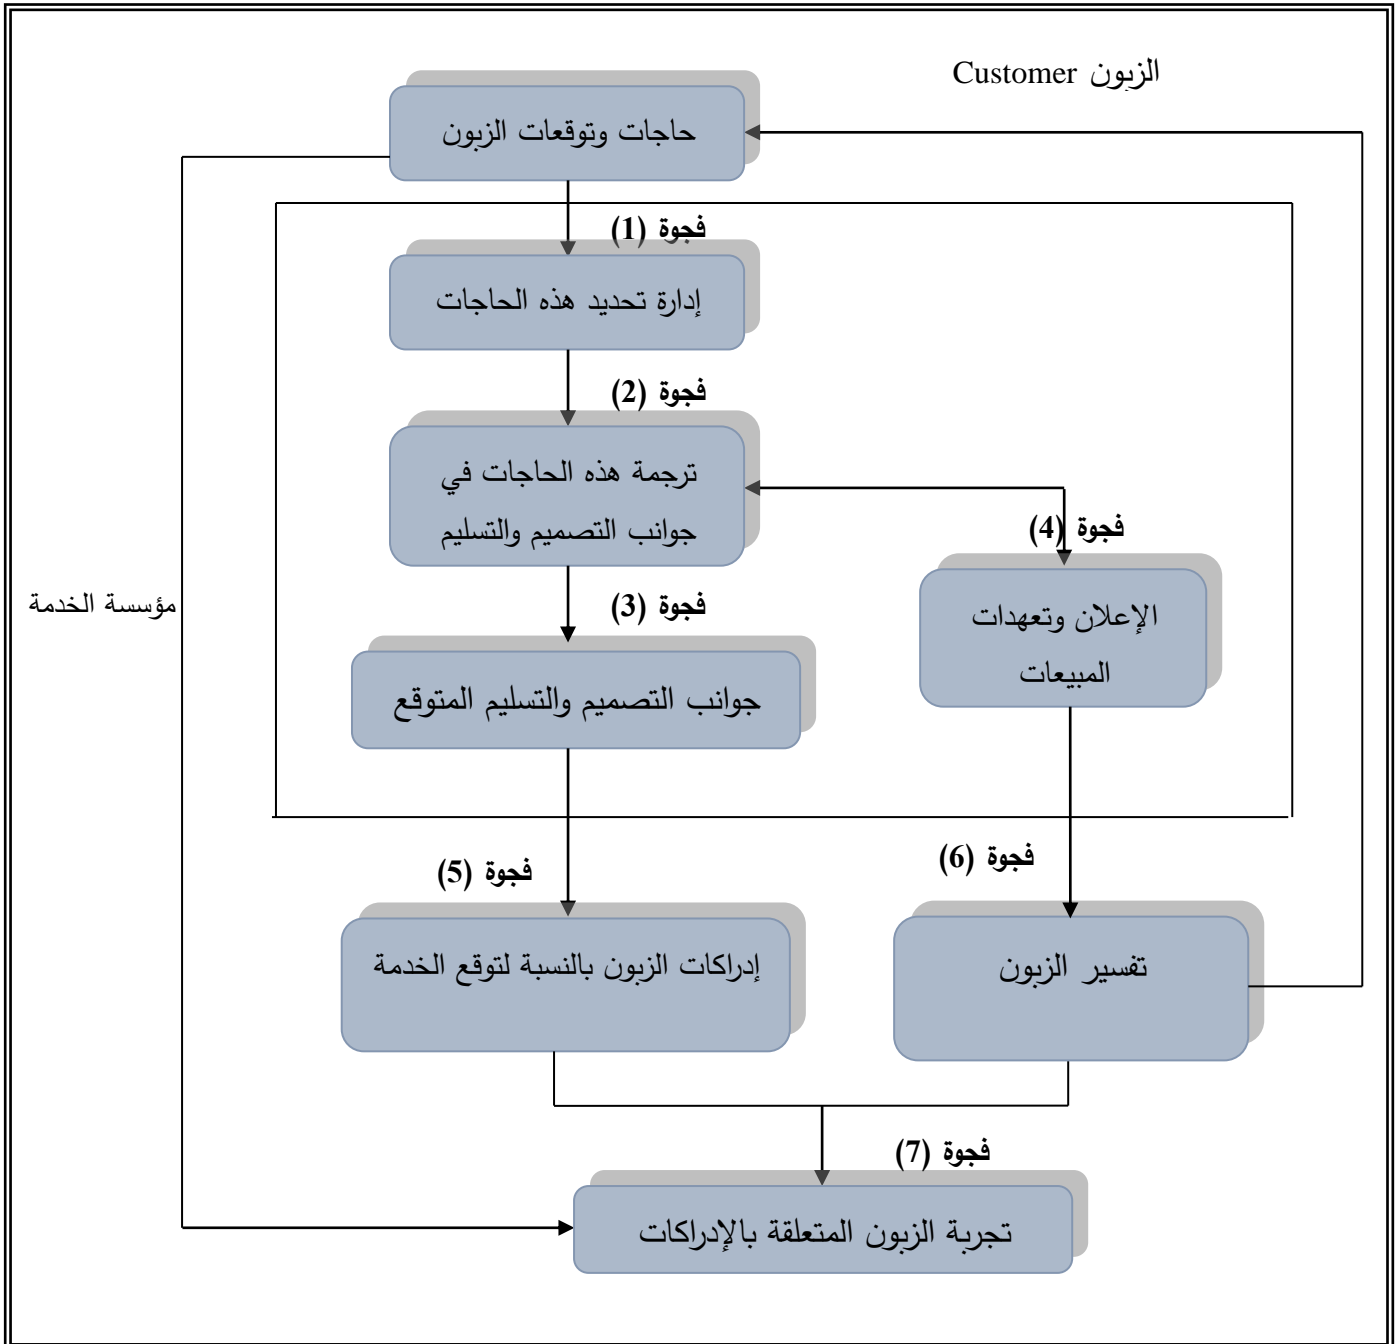 الزبون Customer
حاجات وتوقعات الزبون
فجوة (1)
إدارة تحديد هذه الحاجات
فجوة (2)
ترجمة هذه الحاجات في
جوانب التصميم والتسليم
فجوة (4)
فجوة (3)
الإعلان وتعهدات
المبيعات
مؤسسة الخدمة
جوانب التصميم والتسليم المتوقع
فجوة (6)
فجوة (5)
تفسير الزبون
إدراكات الزبون بالنسبة لتوقع الخدمة
فجوة (7)
تجربة الزبون المتعلقة بالإدراكات